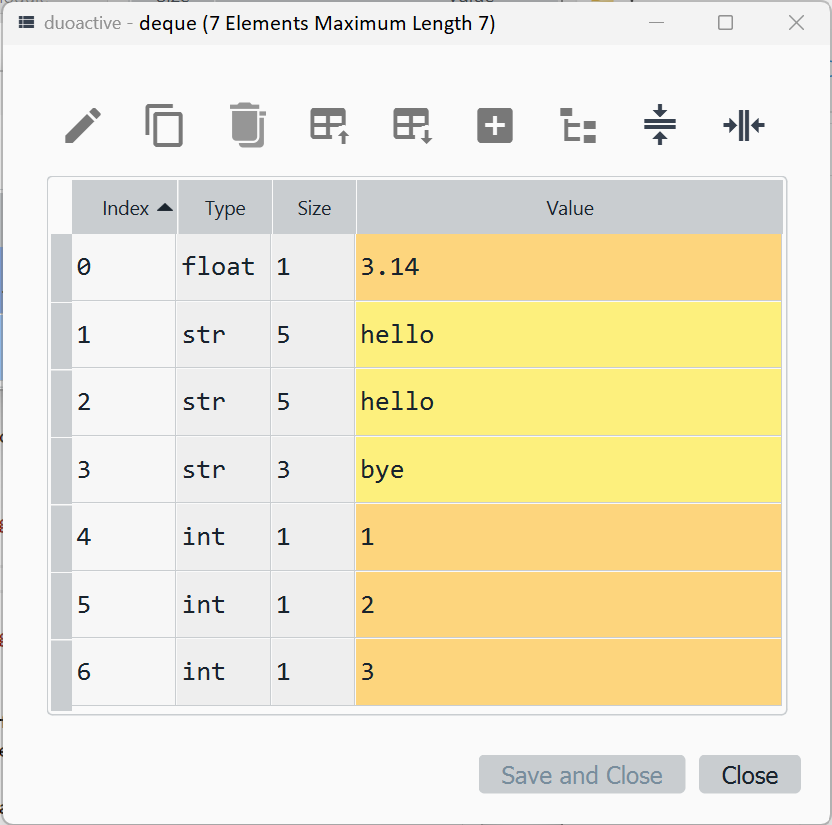 duoactive - deque (7 Elements Maximum Length 7)
Index Type Size Value
0 float 1 3.14
1 str 5 hello
2 str 5 hello
3 str 3 bye
4 int 1 1
5 int 1 2
6 int 1 3
Save and Close Close